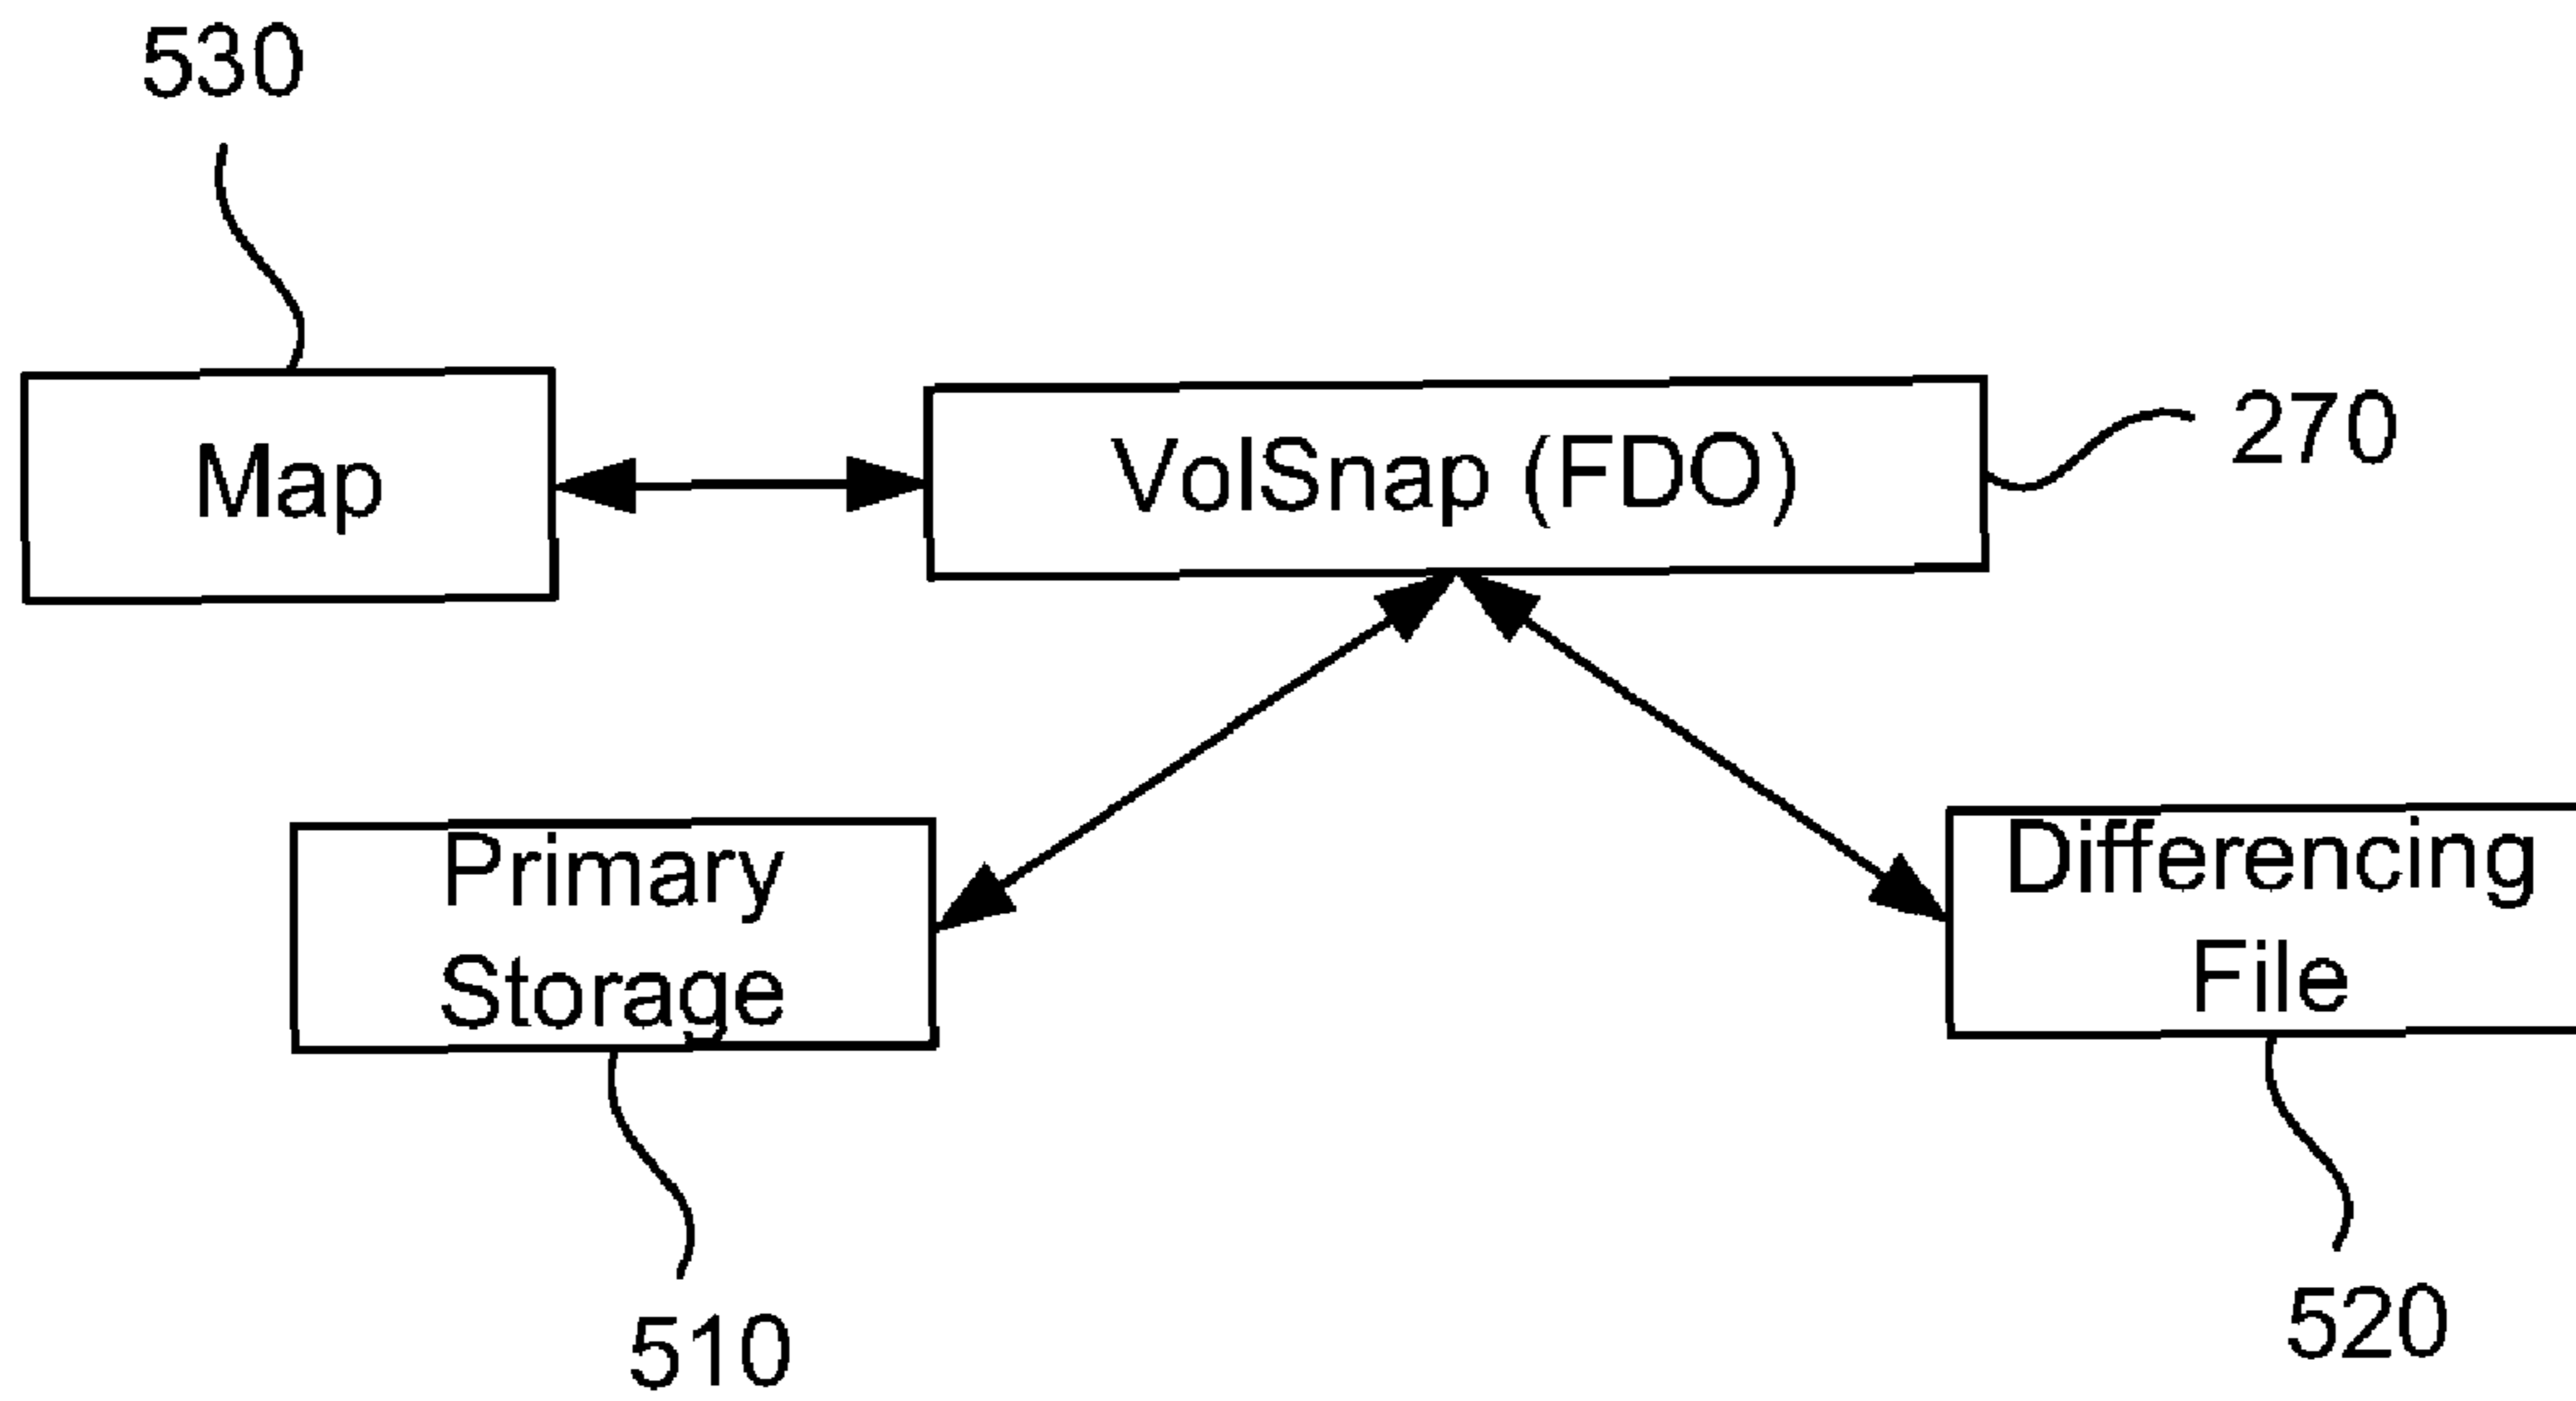 530
Map
VolSnap (FDO)
270
Primary
Storage
Differencing
File
510
520